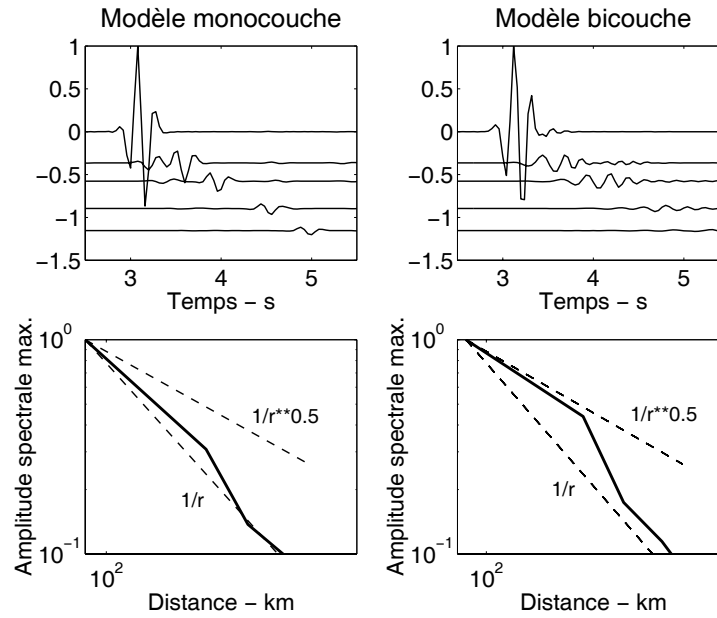 Modèle monocouche
1
0.5
0
−0.5
−1
−1.5
3
4
5
Temps − s
Modèle bicouche
1
0.5
0
−0.5
−1
−1.5
3
4
5
Temps − s
Amplitude spectrale max.
10^0
10^−1
1/r**0.5
1/r
10^2
Distance − km
Amplitude spectrale max.
10^0
10^−1
1/r**0.5
1/r
10^2
Distance − km